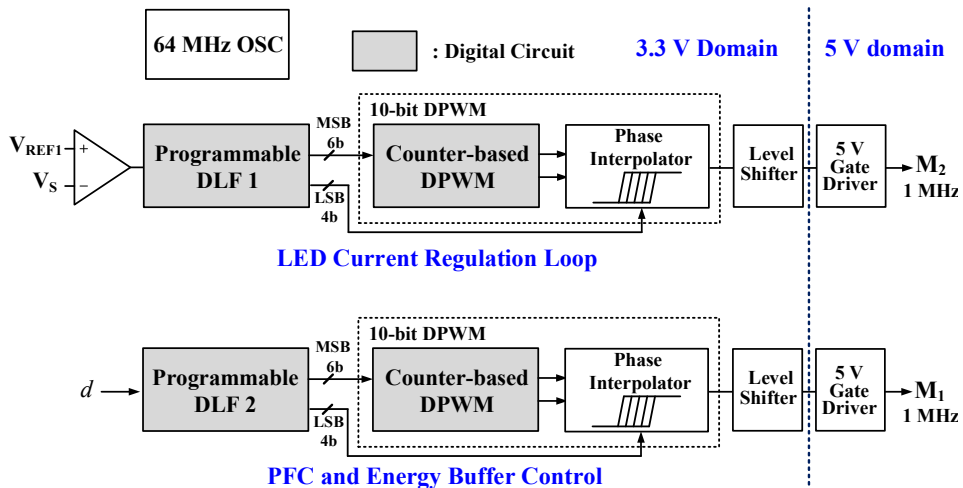 64 MHz OSC
: Digital Circuit
3.3 V Domain
5 V domain
10-bit DPWM
V_REF1
+
V_S
−
Programmable
DLF 1
MSB
6b
LSB
4b
Counter-based
DPWM
Phase
Interpolator
Level
Shifter
5 V
Gate
Driver
M_2
1 MHz
LED Current Regulation Loop
10-bit DPWM
d
Programmable
DLF 2
MSB
6b
LSB
4b
Counter-based
DPWM
Phase
Interpolator
Level
Shifter
5 V
Gate
Driver
M_1
1 MHz
PFC and Energy Buffer Control